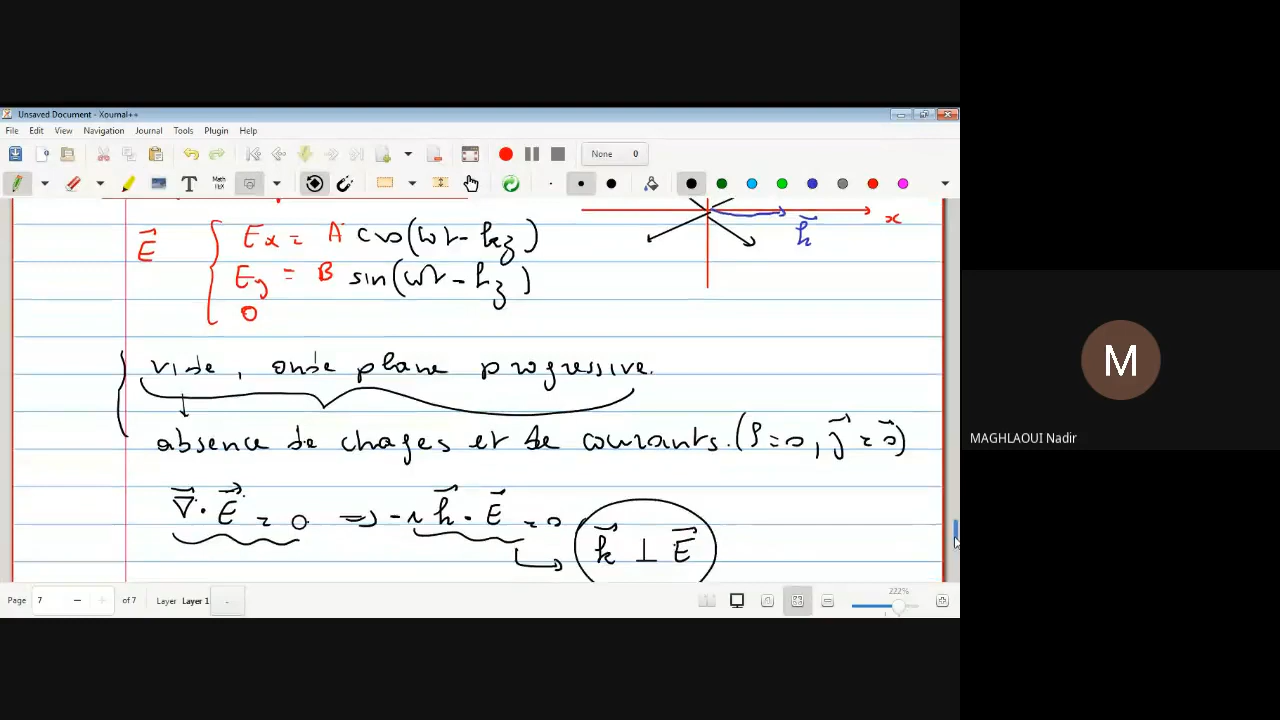 Unsaved Document - Xournal++
File Edit View Navigation Journal Tools Plugin Help
None 0
x
k⃗
E⃗ { Ex = A cos(ωt - kz)
Ey = B sin(ωt - kz)
0
vide, onde plane progressive.
absence de chages et de courants. (ρ = 0, j⃗ = 0⃗)
∇⃗ · E⃗ = 0 ⇒ -i k⃗ · E⃗ = 0
k⃗ ⊥ E⃗
Page 7 of 7 Layer Layer 1 222%
M
MAGHLAOUI Nadir